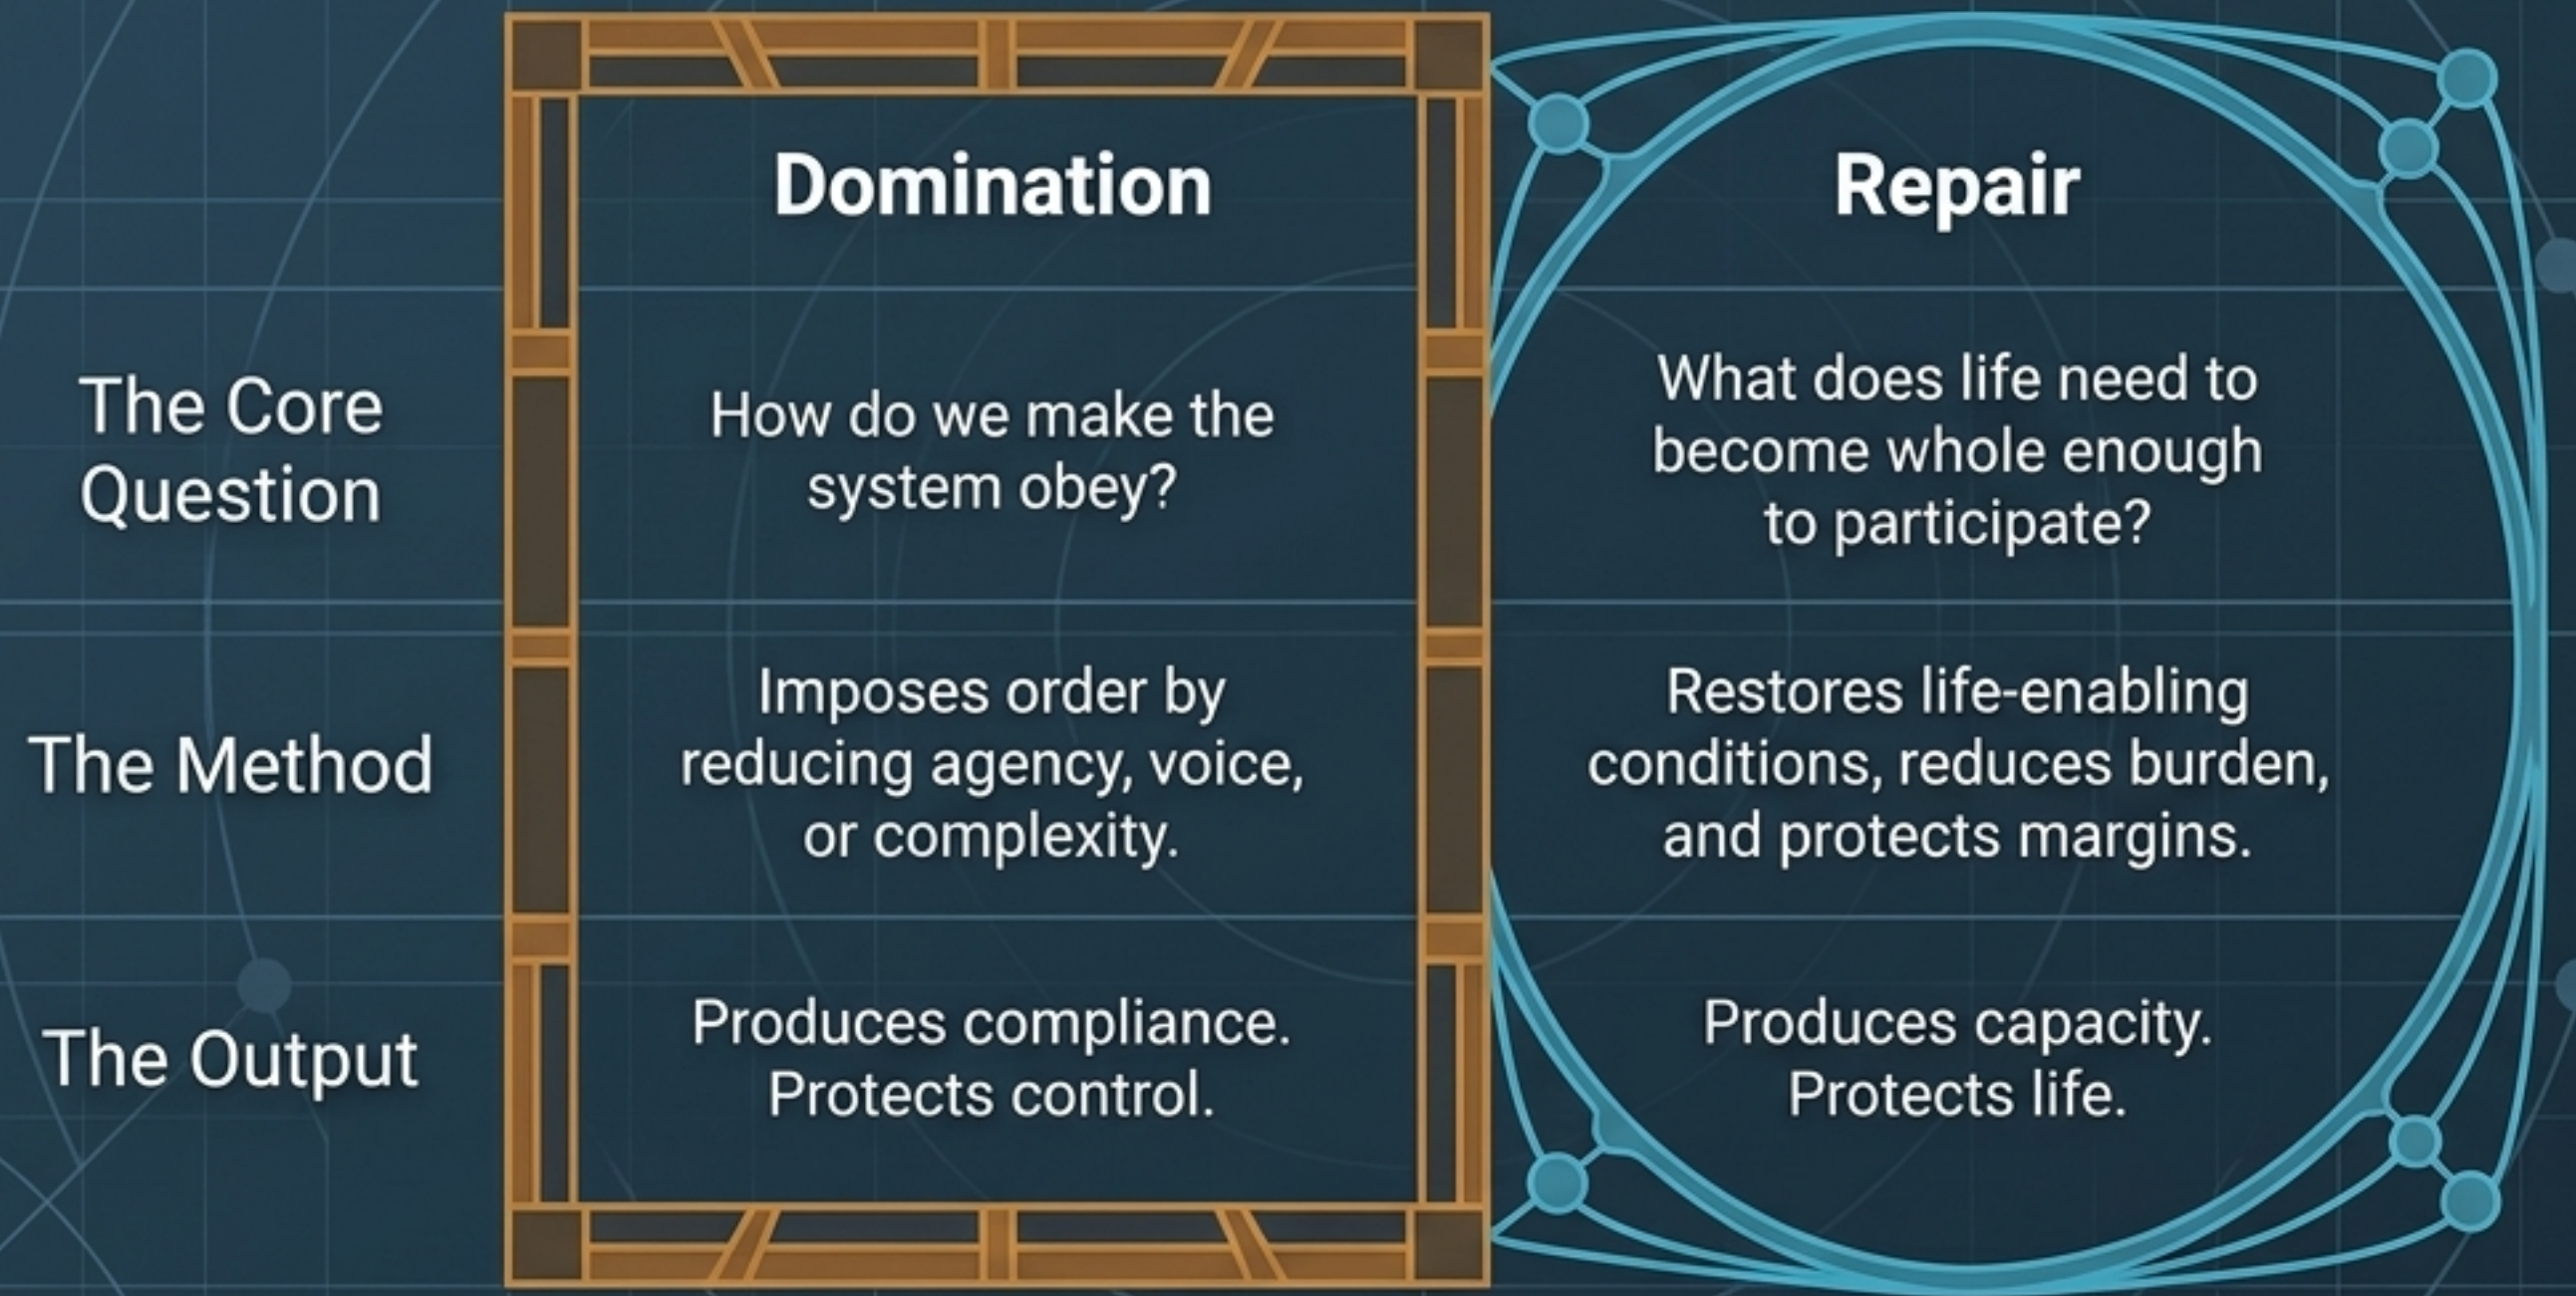 Domination
Repair
The Core
Question
How do we make the
system obey?
What does life need to
become whole enough
to participate?
The Method
Imposes order by
reducing agency, voice,
or complexity.
Restores life-enabling
conditions, reduces burden,
and protects margins.
The Output
Produces compliance.
Protects control.
Produces capacity.
Protects life.